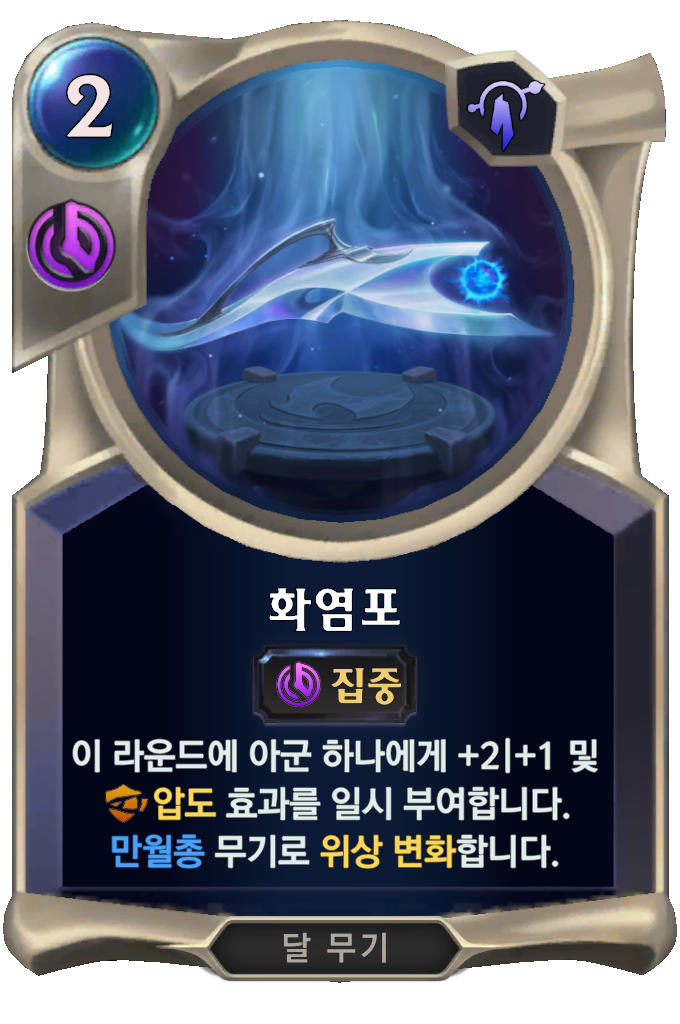 2
화염포
집중
이 라운드에 아군 하나에게 +2|+1 및
압도 효과를 일시 부여합니다.
만월총 무기로 위상 변화합니다.
달 무기